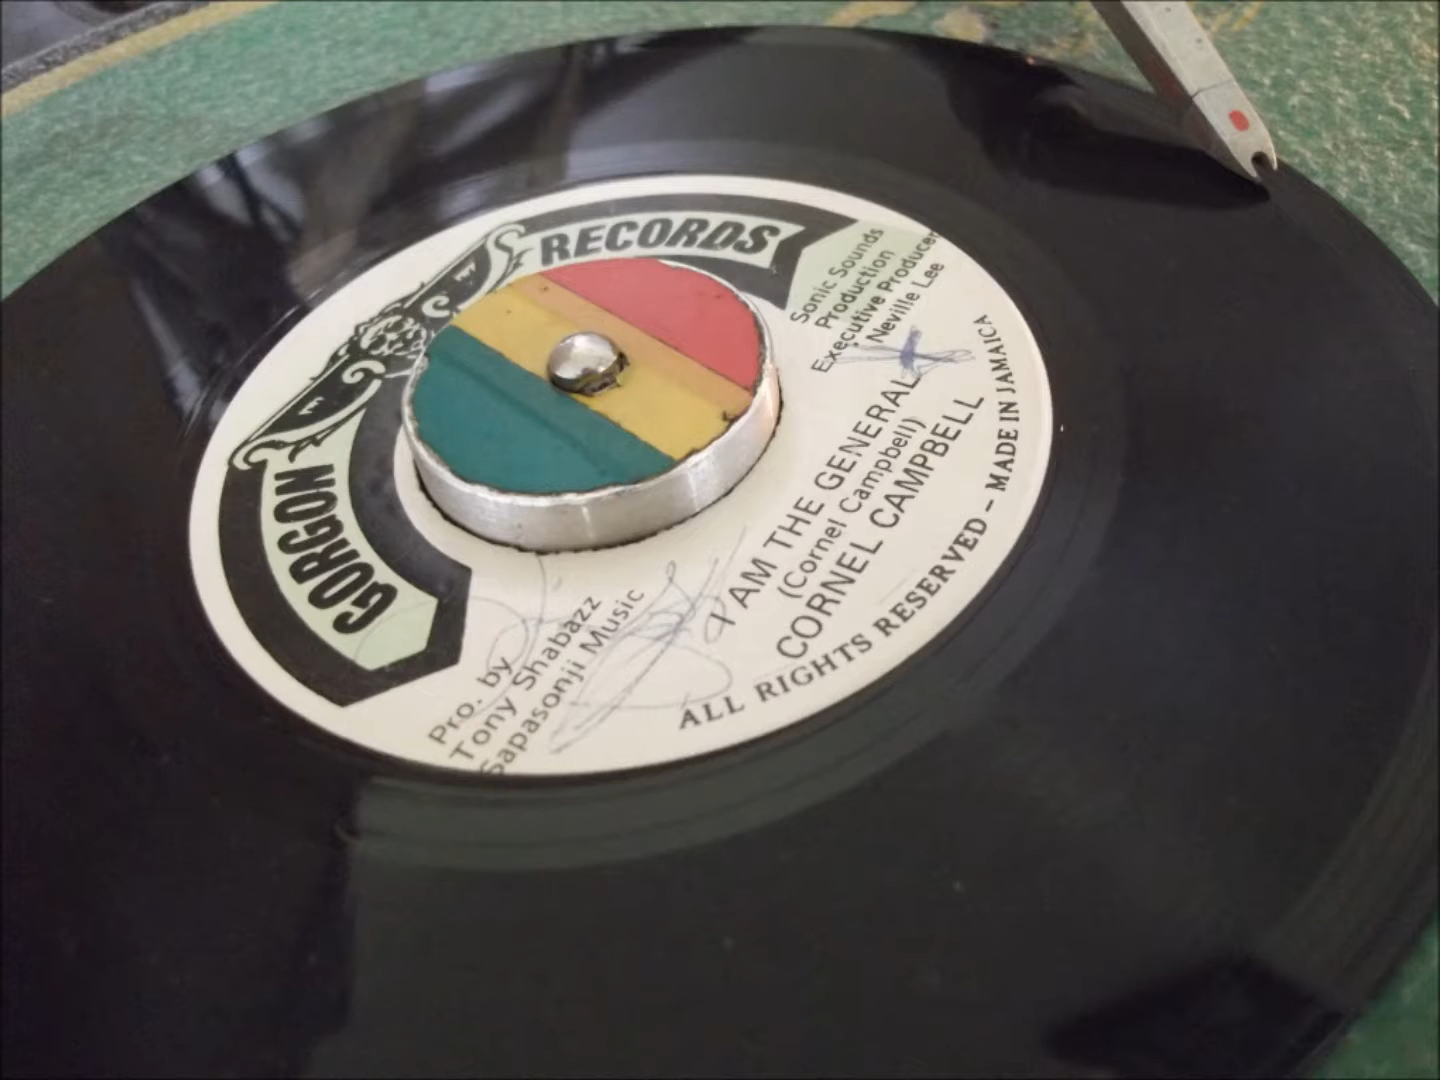 GORGON RECORDS
Sonic Sounds
Production
Executive Producer
Neville Lee
I AM THE GENERAL
(Cornel Campbell)
CORNEL CAMPBELL
Pro. by
Tony Shabazz
Sapasonji Music
ALL RIGHTS RESERVED – MADE IN JAMAICA